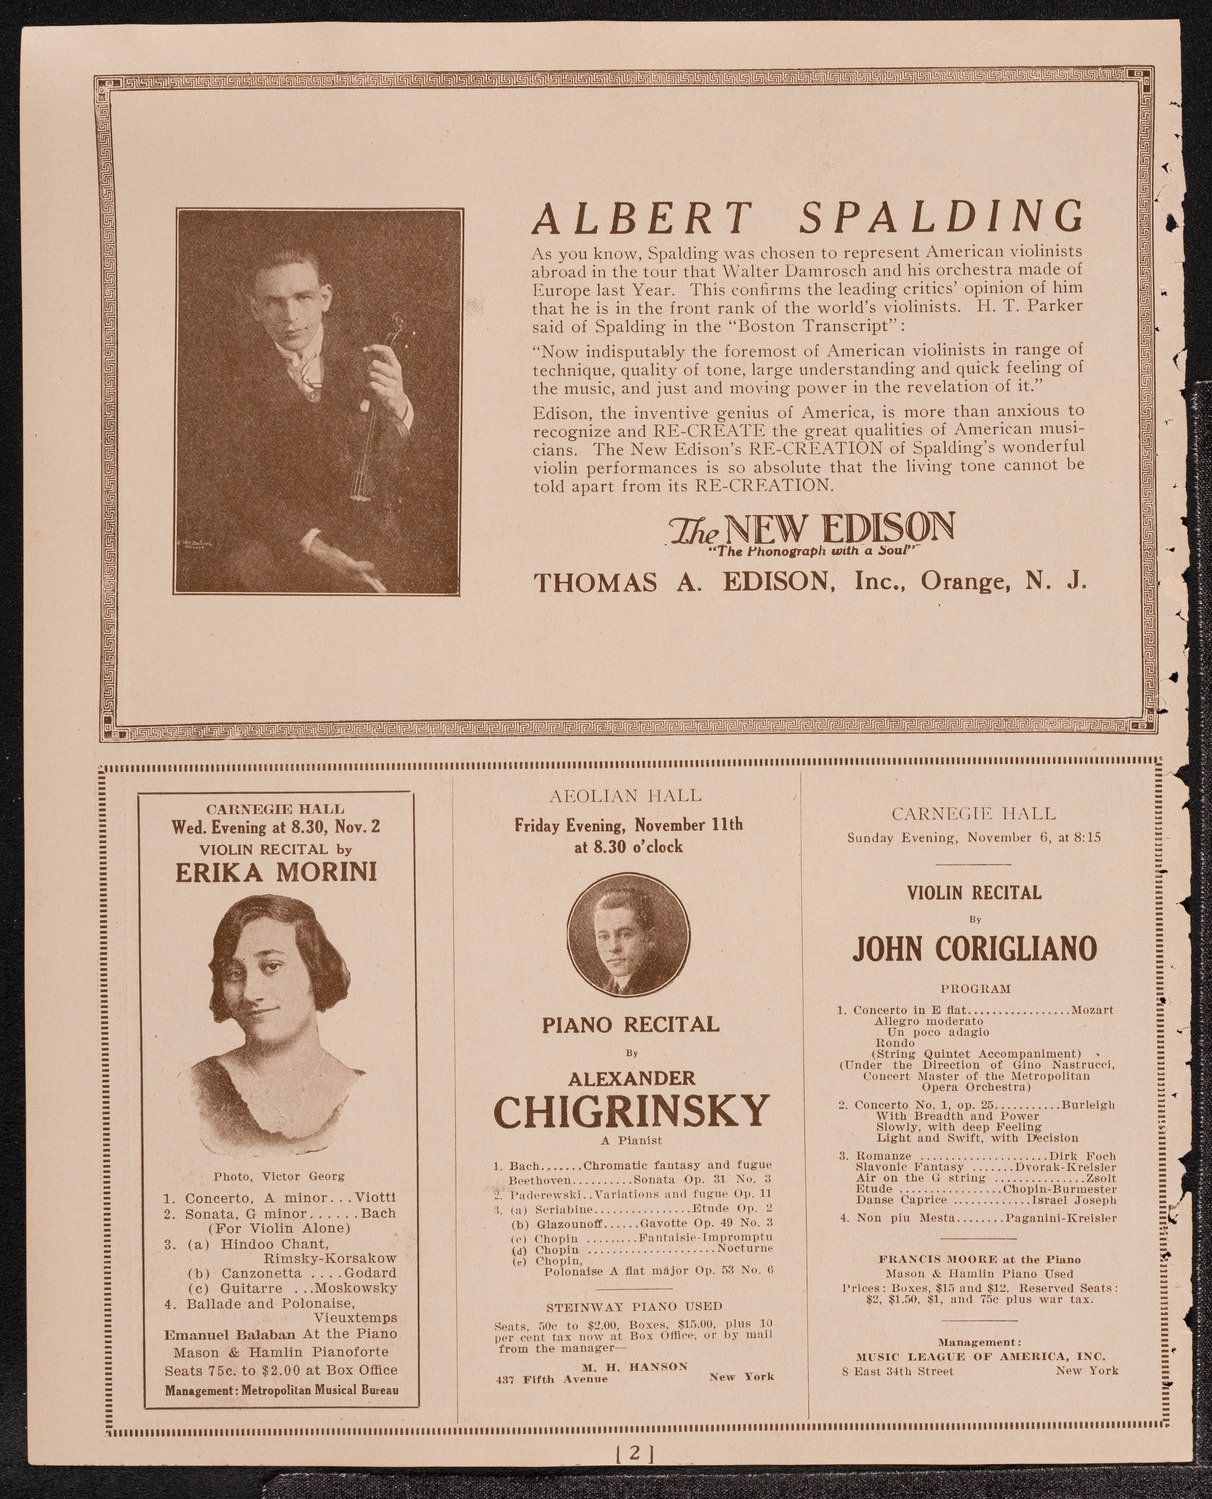 ALBERT SPALDING
As you know, Spalding was chosen to represent American violinists
abroad in the tour that Walter Damrosch and his orchestra made of
Europe last Year. This confirms the leading critics' opinion of him
that he is in the front rank of the world's violinists. H. T. Parker
said of Spalding in the "Boston Transcript":
"Now indisputably the foremost of American violinists in range of
technique, quality of tone, large understanding and quick feeling of
the music, and just and moving power in the revelation of it."
Edison, the inventive genius of America, is more than anxious to
recognize and RE-CREATE the great qualities of American musi-
cians. The New Edison's RE-CREATION of Spalding's wonderful
violin performances is so absolute that the living tone cannot be
told apart from its RE-CREATION.
The NEW EDISON
"The Phonograph with a Soul"
THOMAS A. EDISON, Inc., Orange, N. J.
CARNEGIE HALL
Wed. Evening at 8.30, Nov. 2
VIOLIN RECITAL by
ERIKA MORINI
Photo, Victor Georg
1. Concerto, A minor...Viotti
2. Sonata, G minor......Bach
(For Violin Alone)
3. (a) Hindoo Chant,
Rimsky-Korsakow
(b) Canzonetta ....Godard
(c) Guitarre ...Moskowsky
4. Ballade and Polonaise,
Vieuxtemps
Emanuel Balaban At the Piano
Mason & Hamlin Pianoforte
Seats 75c. to $2.00 at Box Office
Management: Metropolitan Musical Bureau
AEOLIAN HALL
Friday Evening, November 11th
at 8.30 o'clock
PIANO RECITAL
By
ALEXANDER
CHIGRINSKY
A Pianist
1. Bach.......Chromatic fantasy and fugue
Beethoven..........Sonata Op. 31 No. 3
2. Paderewski..Variations and fugue Op. 11
3. (a) Scriabine.................Etude Op. 2
(b) Glazounoff......Gavotte Op. 49 No. 3
(c) Chopin .........Fantaisie-Impromptu
(d) Chopin ......................Nocturne
(e) Chopin,
Polonaise A flat major Op. 53 No. 6
STEINWAY PIANO USED
Seats, 50c to $2.00, Boxes, $15.00, plus 10
per cent tax now at Box Office, or by mail
from the manager—
M. H. HANSON
437 Fifth Avenue New York
CARNEGIE HALL
Sunday Evening, November 6, at 8:15
VIOLIN RECITAL
By
JOHN CORIGLIANO
PROGRAM
1. Concerto in E flat.................Mozart
Allegro moderato
Un poco adagio
Rondo
(String Quintet Accompaniment)
(Under the Direction of Gino Nastrucci,
Concert Master of the Metropolitan
Opera Orchestra)
2. Concerto No. 1, op. 25...........Burleigh
With Breadth and Power
Slowly, with deep Feeling
Light and Swift, with Decision
3. Romanze .....................Dirk Foch
Slavonic Fantasy .......Dvorak-Kreisler
Air on the G string ...............Zsolt
Etude .................Chopin-Burmester
Danse Caprice .............Israel Joseph
4. Non piu Mesta........Paganini-Kreisler
FRANCIS MOORE at the Piano
Mason & Hamlin Piano Used
Prices: Boxes, $15 and $12. Reserved Seats:
$2, $1.50, $1, and 75c plus war tax.
Management:
MUSIC LEAGUE OF AMERICA, INC.
8 East 34th Street New York
[ 2 ]